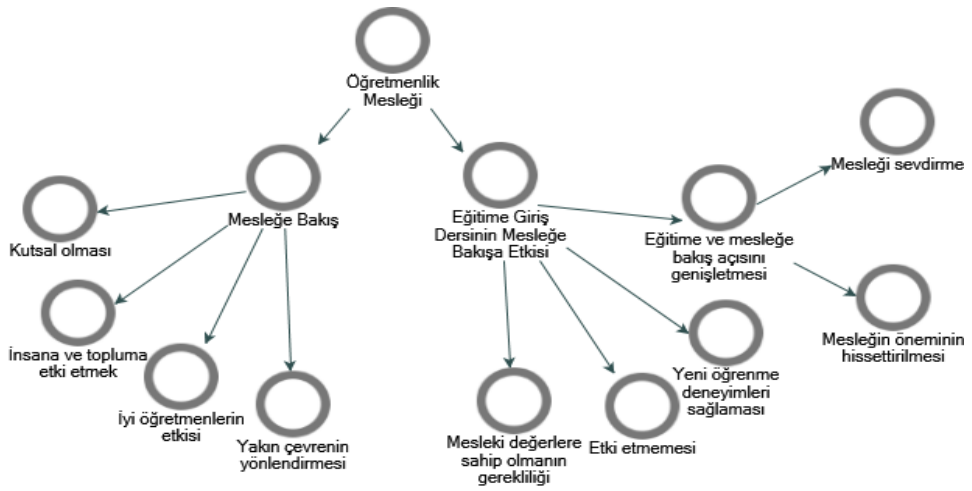 Öğretmenlik
Mesleği
Mesleğe Bakış
Eğitime Giriş
Dersinin Mesleğe
Bakışa Etkisi
Kutsal olması
İnsana ve topluma
etki etmek
İyi öğretmenlerin
etkisi
Yakın çevrenin
yönlendirmesi
Mesleki değerlere
sahip olmanın
gerekliliği
Etki etmemesi
Yeni öğrenme
deneyimleri
sağlaması
Eğitime ve mesleğe
bakış açısını
genişletmesi
Mesleği sevdirme
Mesleğin öneminin
hissettirilmesi